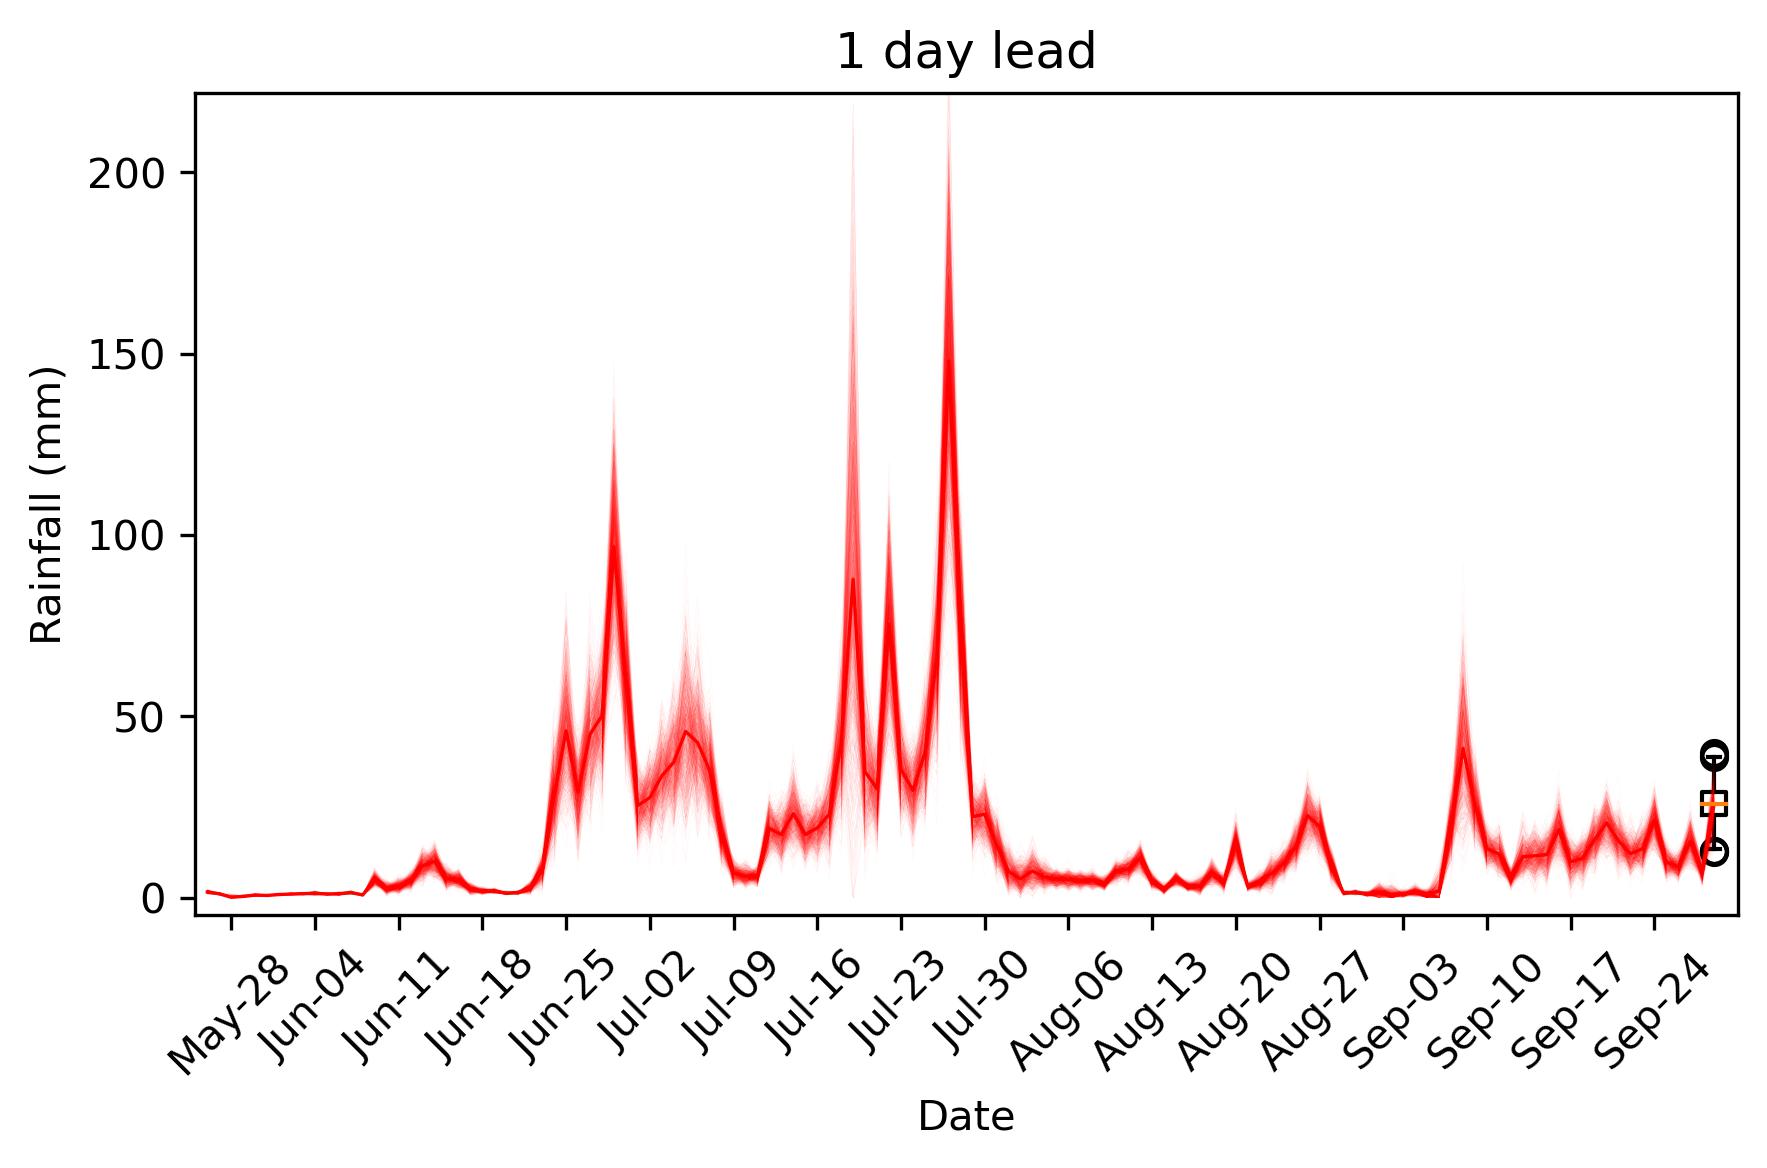 1 day lead
200
150
100
50
0
Rainfall (mm)
May-28
Jun-04
Jun-11
Jun-18
Jun-25
Jul-02
Jul-09
Jul-16
Jul-23
Jul-30
Aug-06
Aug-13
Aug-20
Aug-27
Sep-03
Sep-10
Sep-17
Sep-24
Date